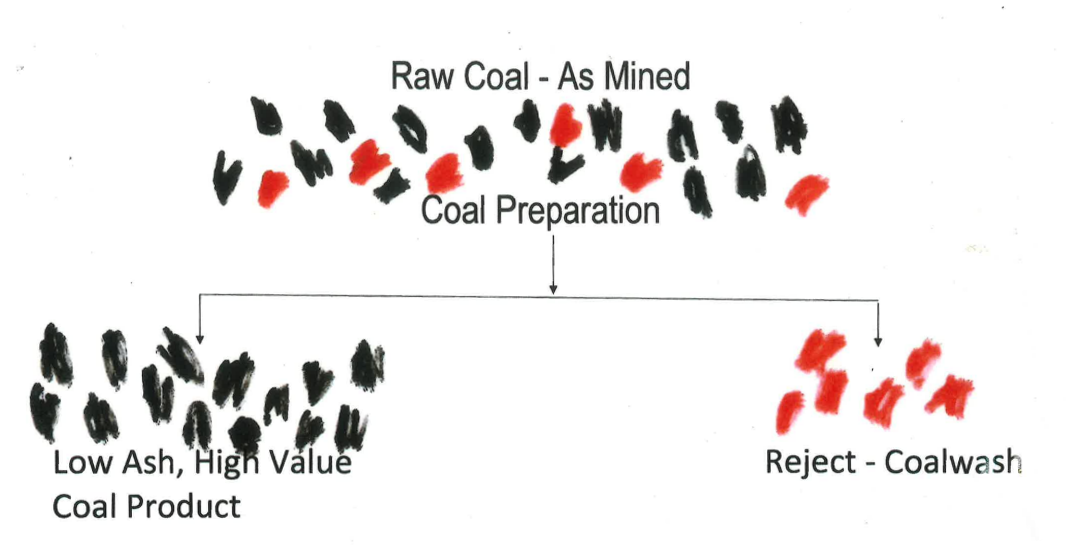 Raw Coal - As Mined
Coal Preparation
Low Ash, High Value
Coal Product
Reject - Coalwash